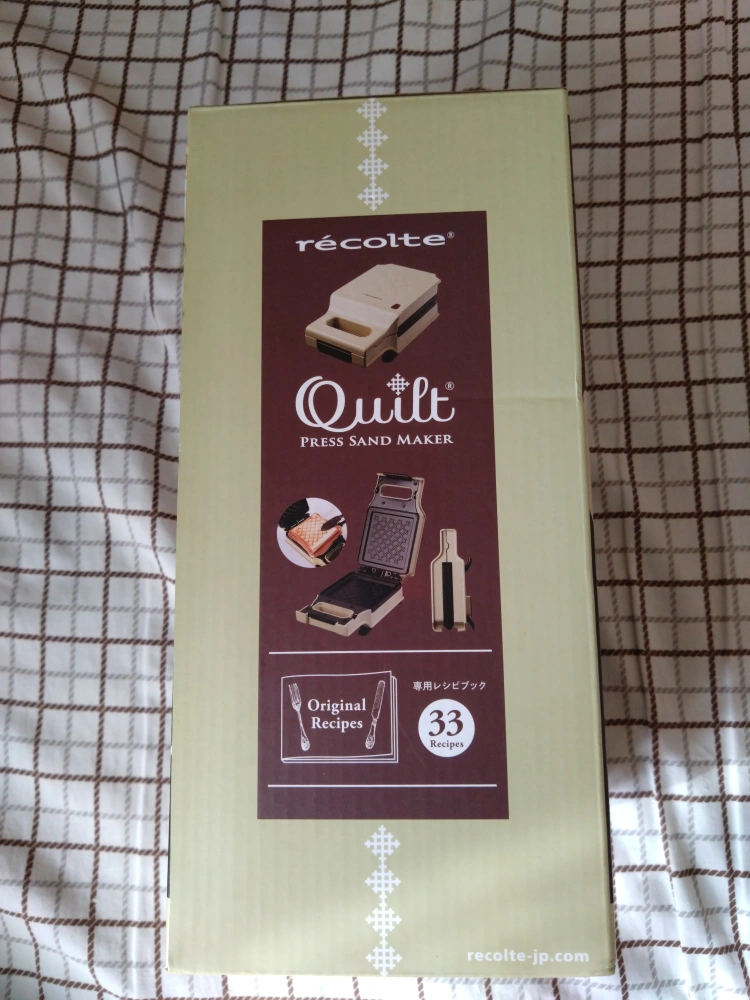 récolte®
Quilt®
PRESS SAND MAKER
Original
Recipes
専用レシピブック
33
Recipes
recolte-jp.com